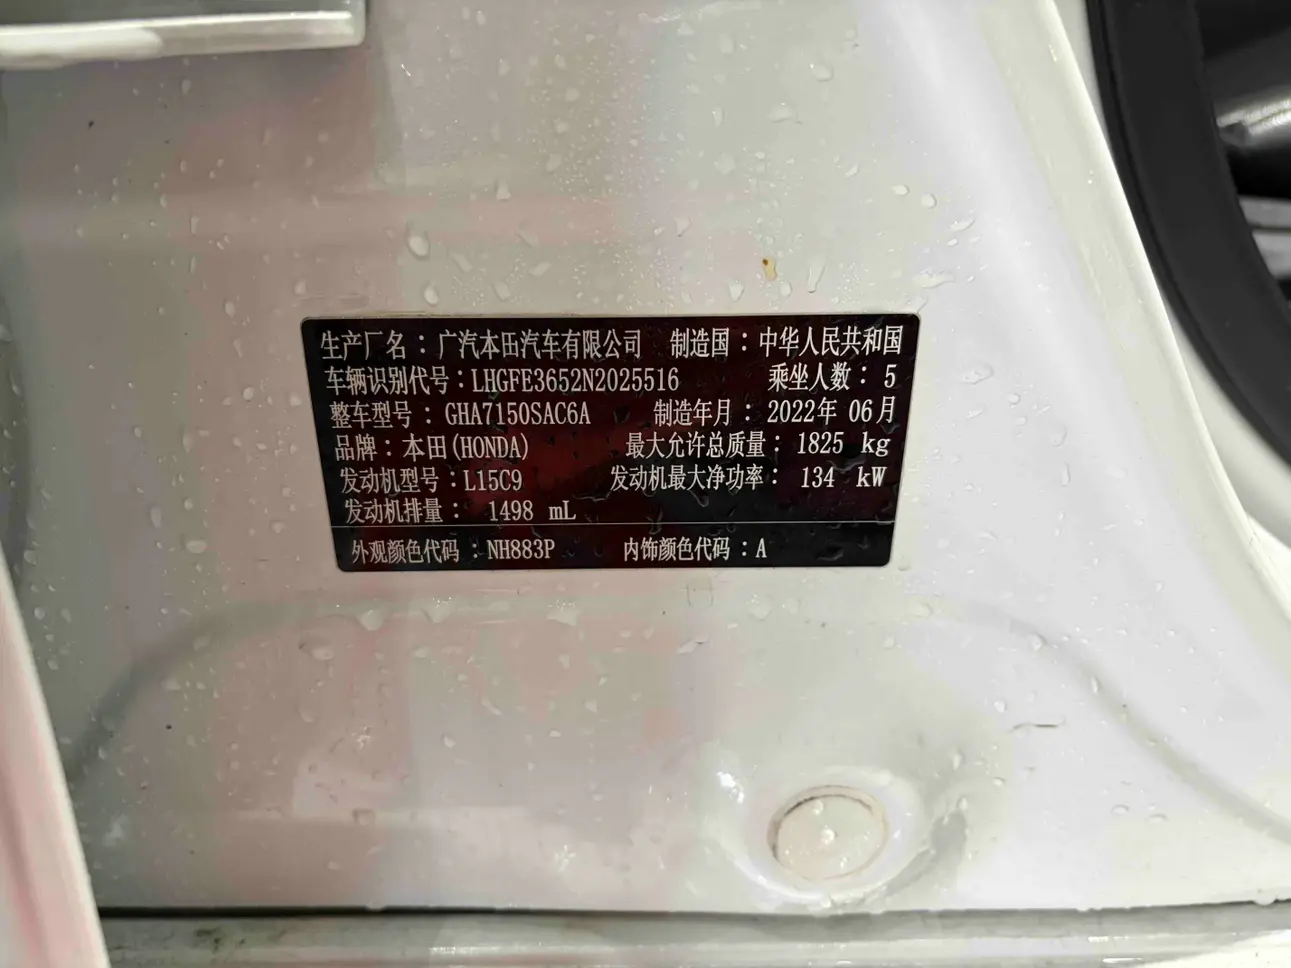 生产厂名：广汽本田汽车有限公司 制造国：中华人民共和国
车辆识别代号：LHGFE3652N2025516 乘坐人数：5
整车型号：GHA7150SAC6A 制造年月：2022年 06月
品牌：本田(HONDA) 最大允许总质量：1825 kg
发动机型号：L15C9 发动机最大净功率：134 kW
发动机排量：1498 mL
外观颜色代码：NH883P 内饰颜色代码：A